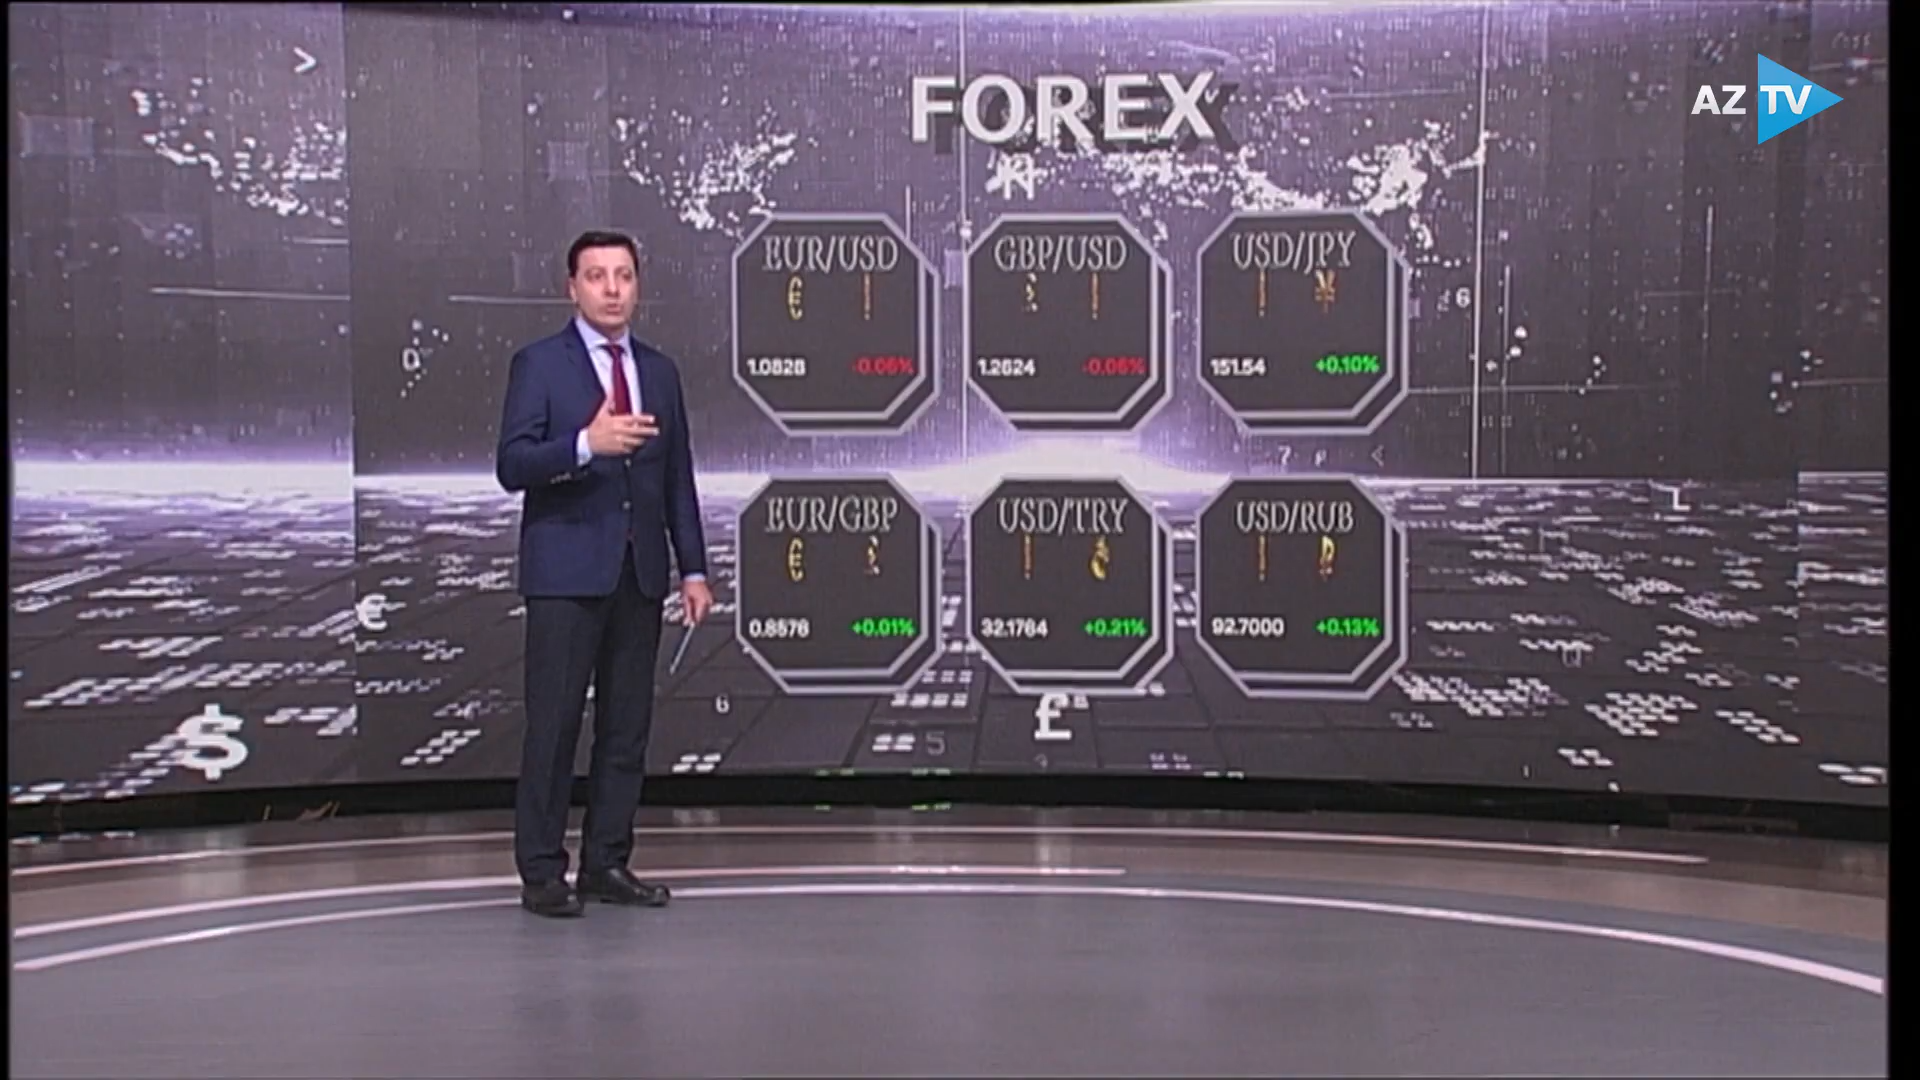 AZ TV
FOREX
EUR/USD
1.0828 -0.06%
GBP/USD
1.2624 -0.06%
USD/JPY
151.54 +0.10%
EUR/GBP
0.8576 +0.01%
USD/TRY
32.1764 +0.21%
USD/RUB
92.7000 +0.13%